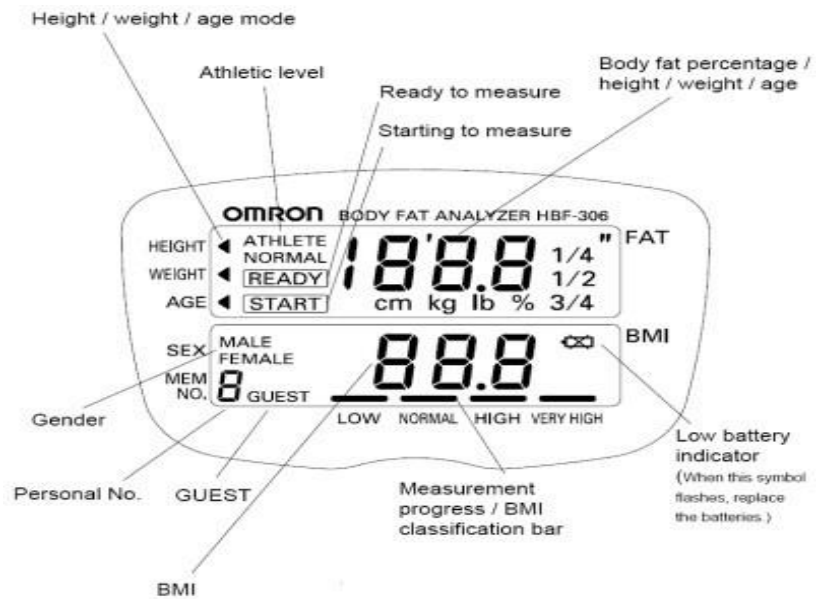 Height / weight / age mode
Athletic level
Body fat percentage /
height / weight / age
Ready to measure
Starting to measure
OMRON BODY FAT ANALYZER HBF-306
HEIGHT ◀ ATHLETE
NORMAL
WEIGHT ◀ READY
AGE ◀ START
18'8.8
1/4 "
1/2
cm kg lb % 3/4
FAT
SEX MALE
FEMALE
MEM
NO. 8 GUEST
88.8
BMI
LOW NORMAL HIGH VERY HIGH
Gender
Personal No.
GUEST
BMI
Measurement
progress / BMI
classification bar
Low battery
indicator
(When this symbol
flashes, replace
the batteries.)